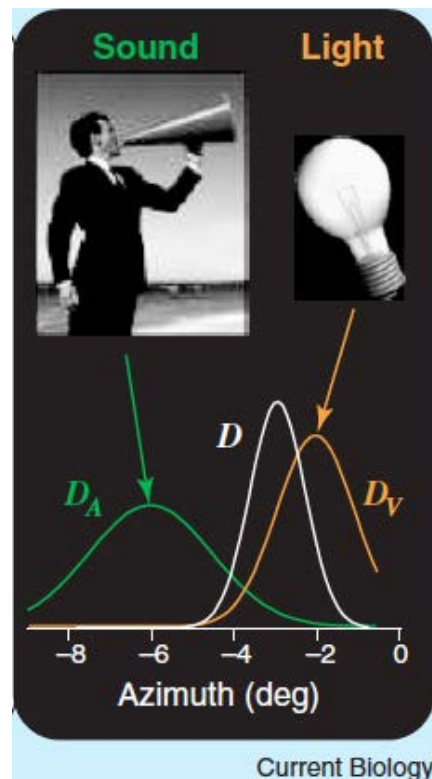 Sound Light
D
D_A D_V
–8 –6 –4 –2 0
Azimuth (deg)
Current Biology